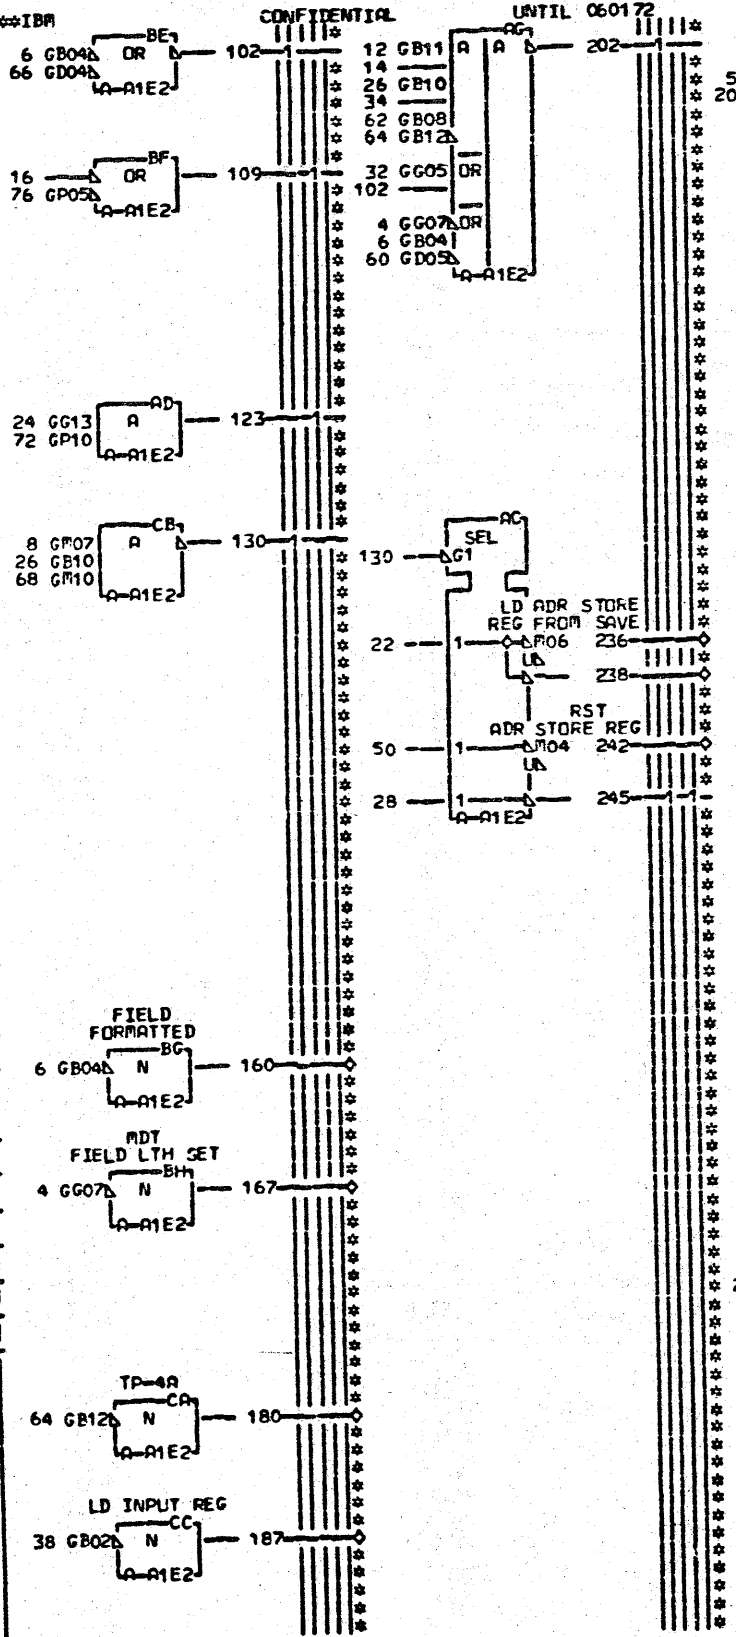 **IBM CONFIDENTIAL UNTIL 060172
BE
6 GB04 OR 102 1
66 GD04
A-A1E2
BF
16 OR 109 1
76 GP05
A-A1E2
AD
24 GG13 A 123 1
72 GP10
A-A1E2
CB
8 GM07 A 130 1
26 GB10
68 GM10
A-A1E2
FIELD
FORMATTED
BG
6 GB04 N 160
A-A1E2
MDT
FIELD LTH SET
BH
4 GG07 N 167
A-A1E2
TP-4A
CA
64 GB12 N 180
A-A1E2
LD INPUT REG
CC
38 GB02 N 187
A-A1E2
AG
12 GB11 A A 202 1
14
26 GB10
34
62 GB08
64 GB12
32 GG05 OR
102
4 GG07 OR
6 GB04
60 GD05
A-A1E2
AC
SEL
130 G1
LD ADR STORE
REG FROM SAVE
22 1 M06 236
U
238
RST
ADR STORE REG
50 1 M04 242
U
28 1 245 1 1
A-A1E2
5
20
2